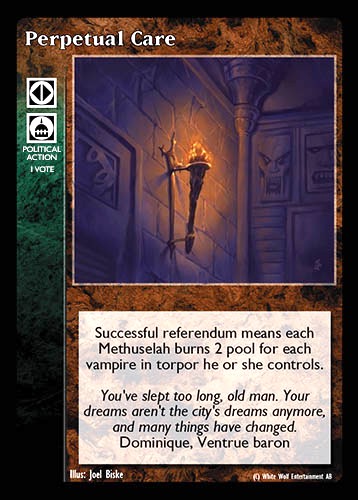 Perpetual Care
POLITICAL
ACTION
1 VOTE
Successful referendum means each
Methuselah burns 2 pool for each
vampire in torpor he or she controls.
You've slept too long, old man. Your
dreams aren't the city's dreams anymore,
and many things have changed.
Dominique, Ventrue baron
Illus: Joel Biske
(C) White Wolf Entertainment AB